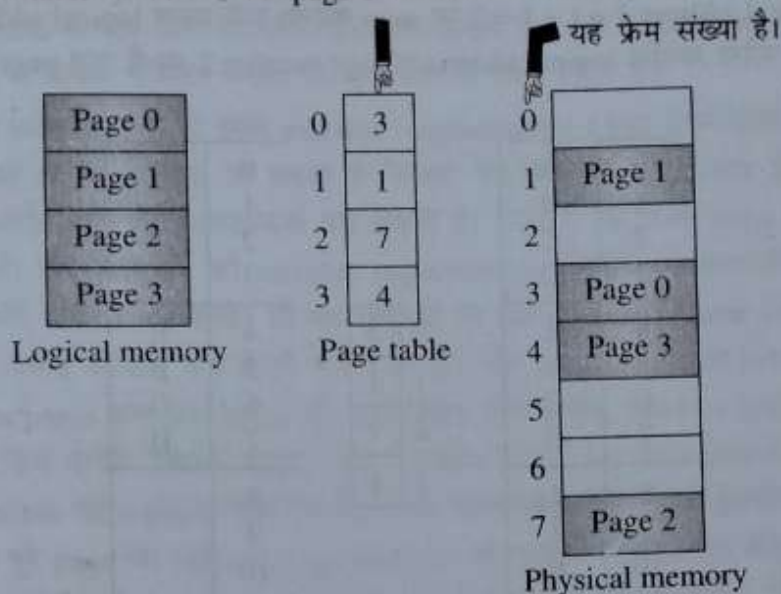 यह फ्रेम संख्या है।
Page 0
Page 1
Page 2
Page 3
Logical memory
0 3
1 1
2 7
3 4
Page table
0
1 Page 1
2
3 Page 0
4 Page 3
5
6
7 Page 2
Physical memory